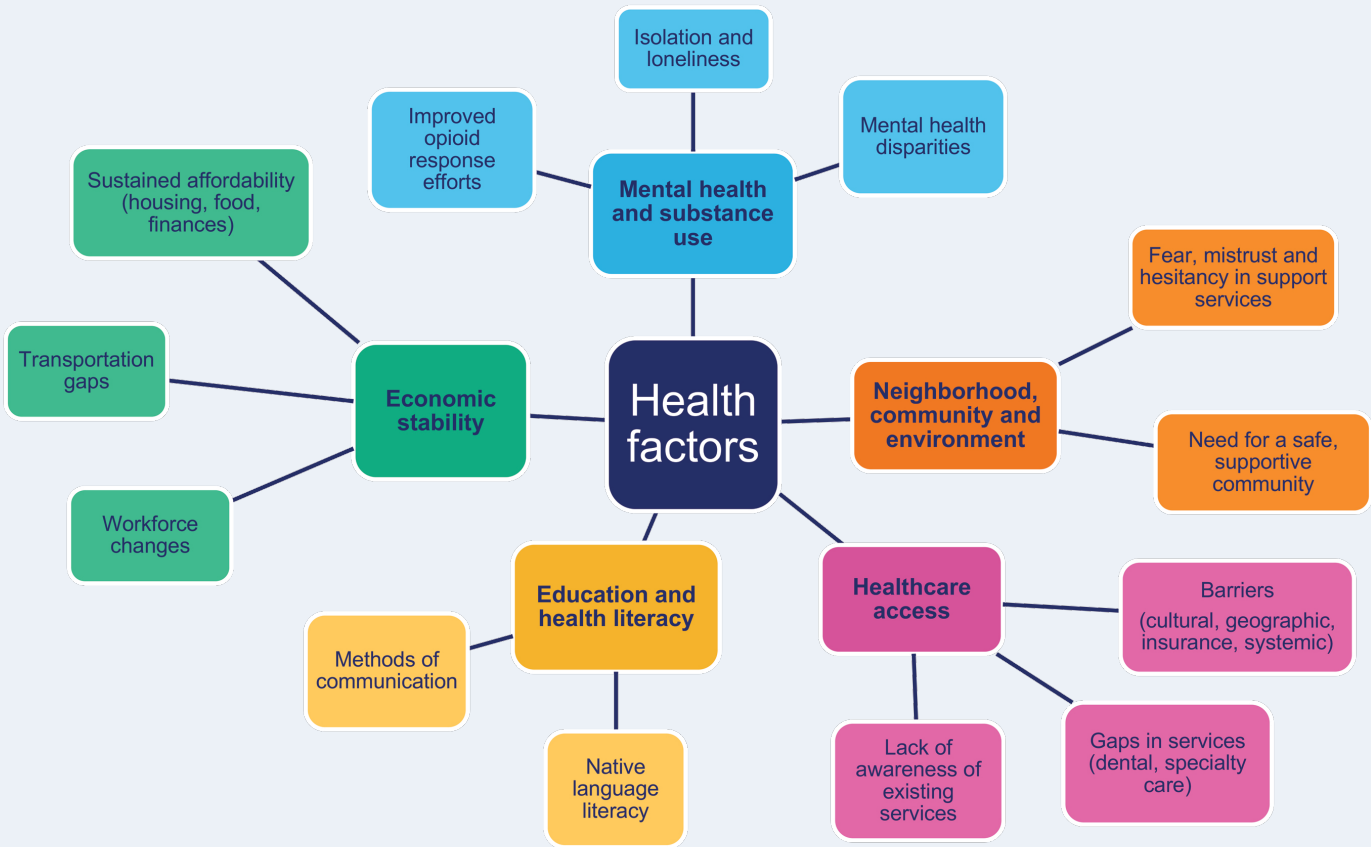 Isolation and
loneliness
Improved
opioid
response
efforts
Mental health
disparities
Mental health
and substance
use
Sustained affordability
(housing, food,
finances)
Transportation
gaps
Workforce
changes
Economic
stability
Health
factors
Neighborhood,
community and
environment
Fear, mistrust and
hesitancy in support
services
Need for a safe,
supportive
community
Education and
health literacy
Methods of
communication
Native
language
literacy
Healthcare
access
Barriers
(cultural, geographic,
insurance, systemic)
Gaps in services
(dental, specialty
care)
Lack of
awareness of
existing
services